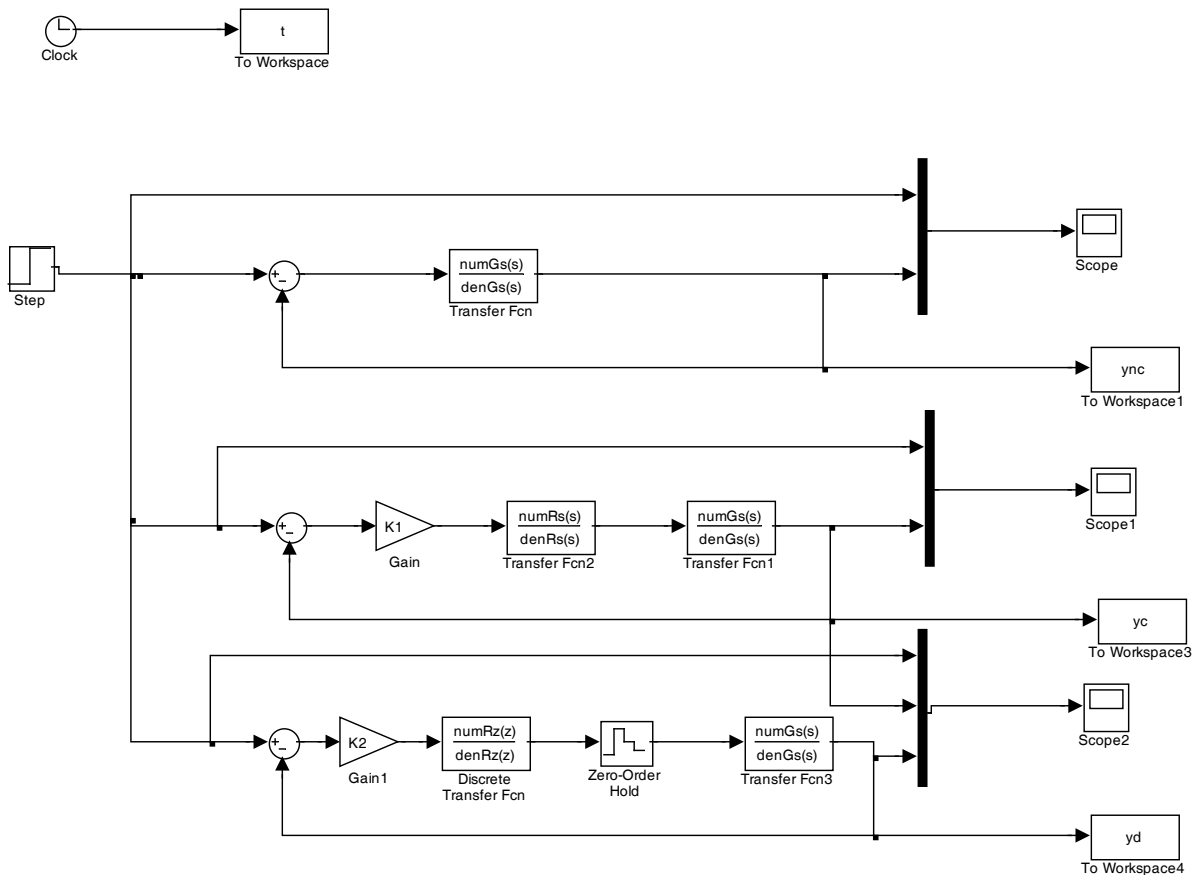 t
Clock
To Workspace
numGs(s)
denGs(s)
Transfer Fcn
Step
Scope
ync
To Workspace1
K1
Gain
numRs(s)
denRs(s)
Transfer Fcn2
numGs(s)
denGs(s)
Transfer Fcn1
Scope1
yc
To Workspace3
K2
Gain1
numRz(z)
denRz(z)
Discrete
Transfer Fcn
Zero-Order
Hold
numGs(s)
denGs(s)
Transfer Fcn3
Scope2
yd
To Workspace4